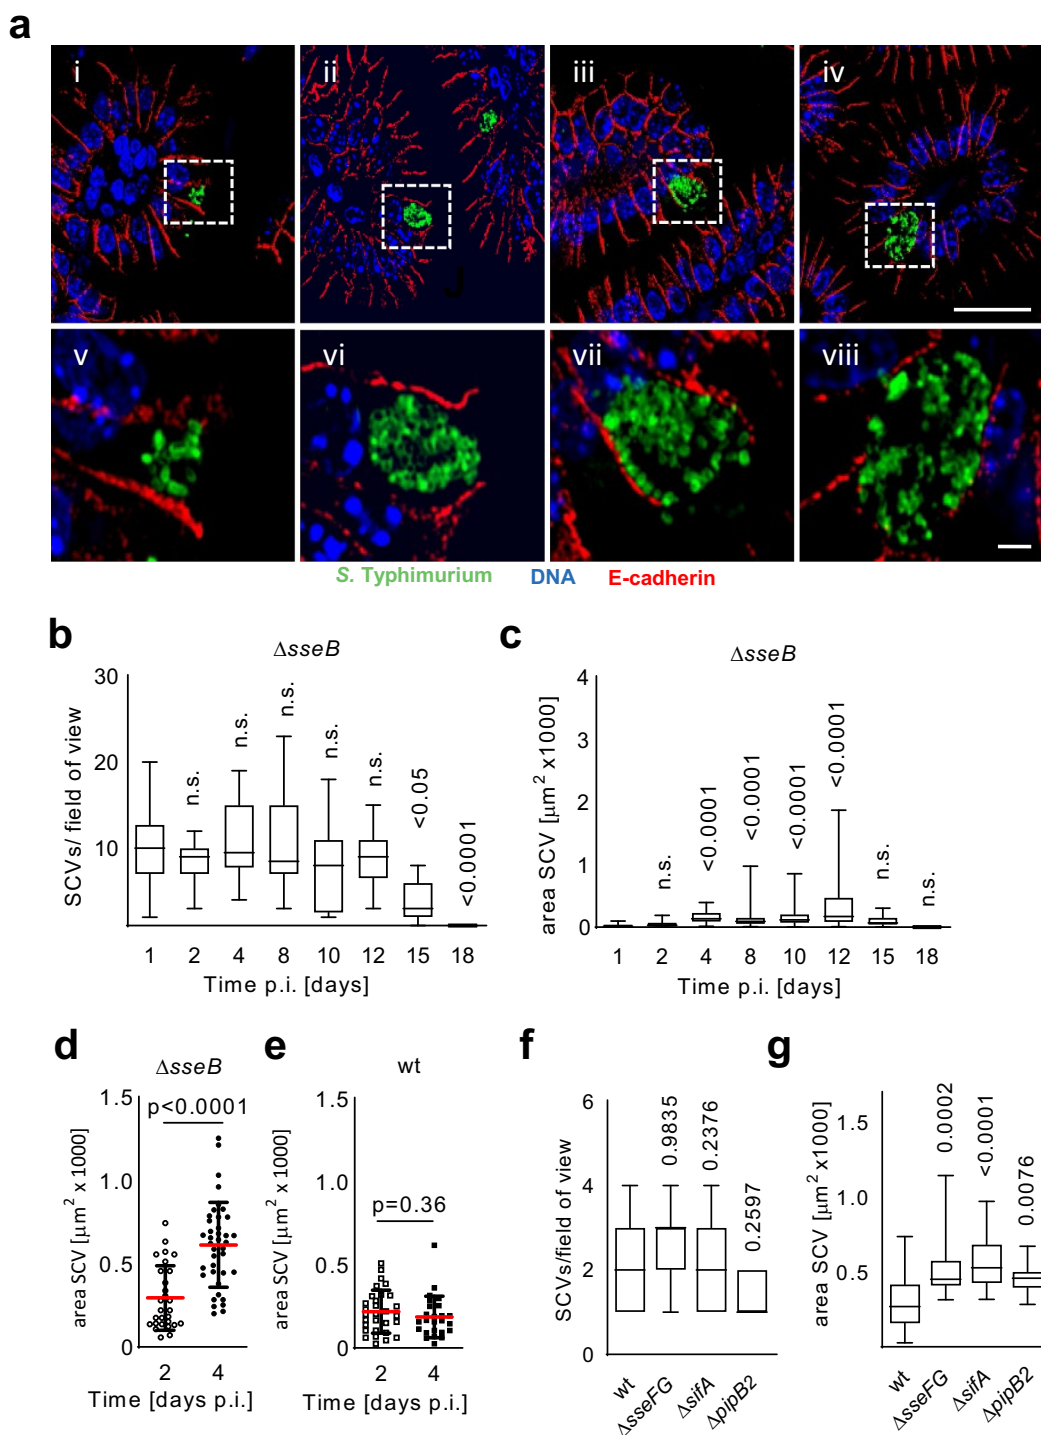 a
i ii iii iv
J
v vi vii viii
S. Typhimurium DNA E-cadherin
b
ΔsseB
SCVs/ field of view
30
20
10
n.s. n.s. n.s. n.s. n.s. <0.05 <0.0001
1 2 4 8 10 12 15 18
Time p.i. [days]
c
ΔsseB
area SCV [µm² x1000]
4
3
2
1
0
n.s. <0.0001 <0.0001 <0.0001 <0.0001 n.s. n.s.
1 2 4 8 10 12 15 18
Time p.i. [days]
d
ΔsseB
area SCV [µm² x 1000]
1.5
1.0
0.5
0
p<0.0001
2 4
Time [days p.i.]
e
wt
area SCV [µm² x 1000]
1.5
1.0
0.5
0
p=0.36
2 4
Time [days p.i.]
f
SCVs/field of view
6
4
2
0
0.9835 0.2376 0.2597
wt ΔsseFG ΔsifA ΔpipB2
g
area SCV [µm² x1000]
1.5
1.0
0.5
0.0002 <0.0001 0.0076
wt ΔsseFG ΔsifA ΔpipB2